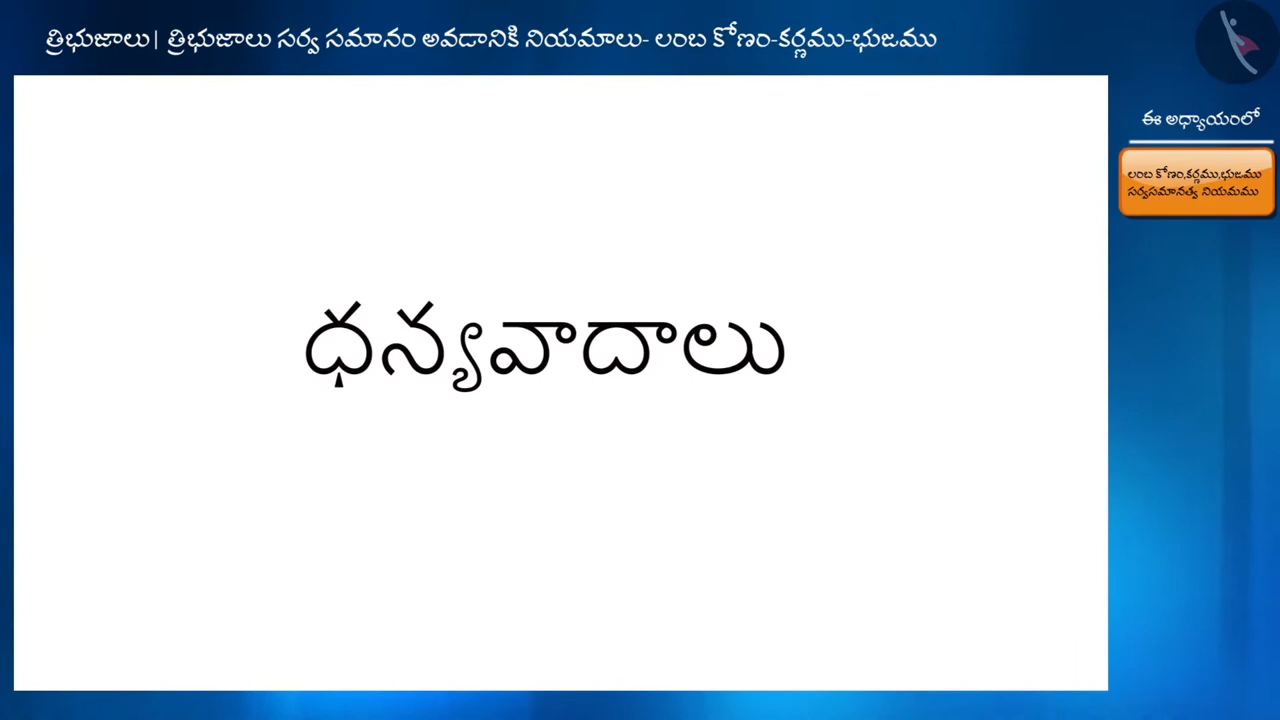 త్రిభుజాలు| త్రిభుజాలు సర్వ సమానం అవడానికి నియమాలు- లంబ కోణం-కర్ణము-భుజము
ఈ అధ్యాయంలో
లంబ కోణం,కర్ణము,భుజము
సర్వసమానత్వ నియమము
ధన్యవాదాలు